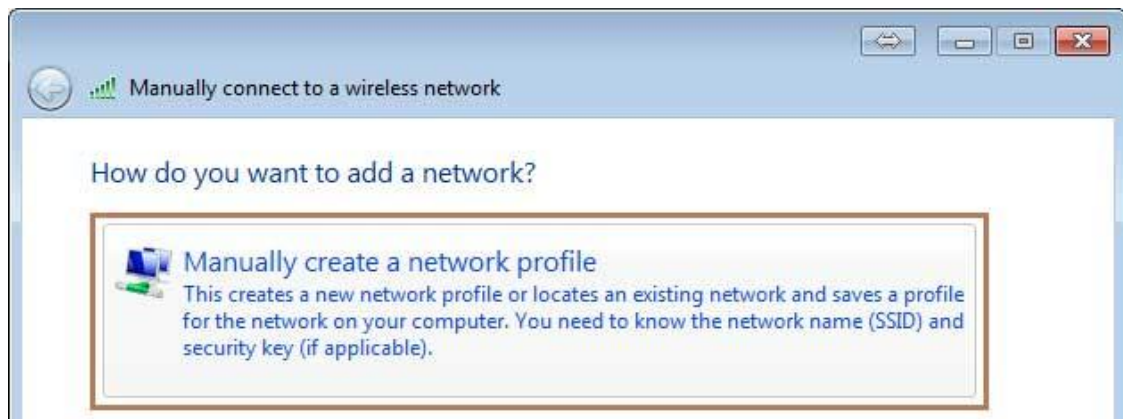 Manually connect to a wireless network
How do you want to add a network?
Manually create a network profile
This creates a new network profile or locates an existing network and saves a profile
for the network on your computer. You need to know the network name (SSID) and
security key (if applicable).